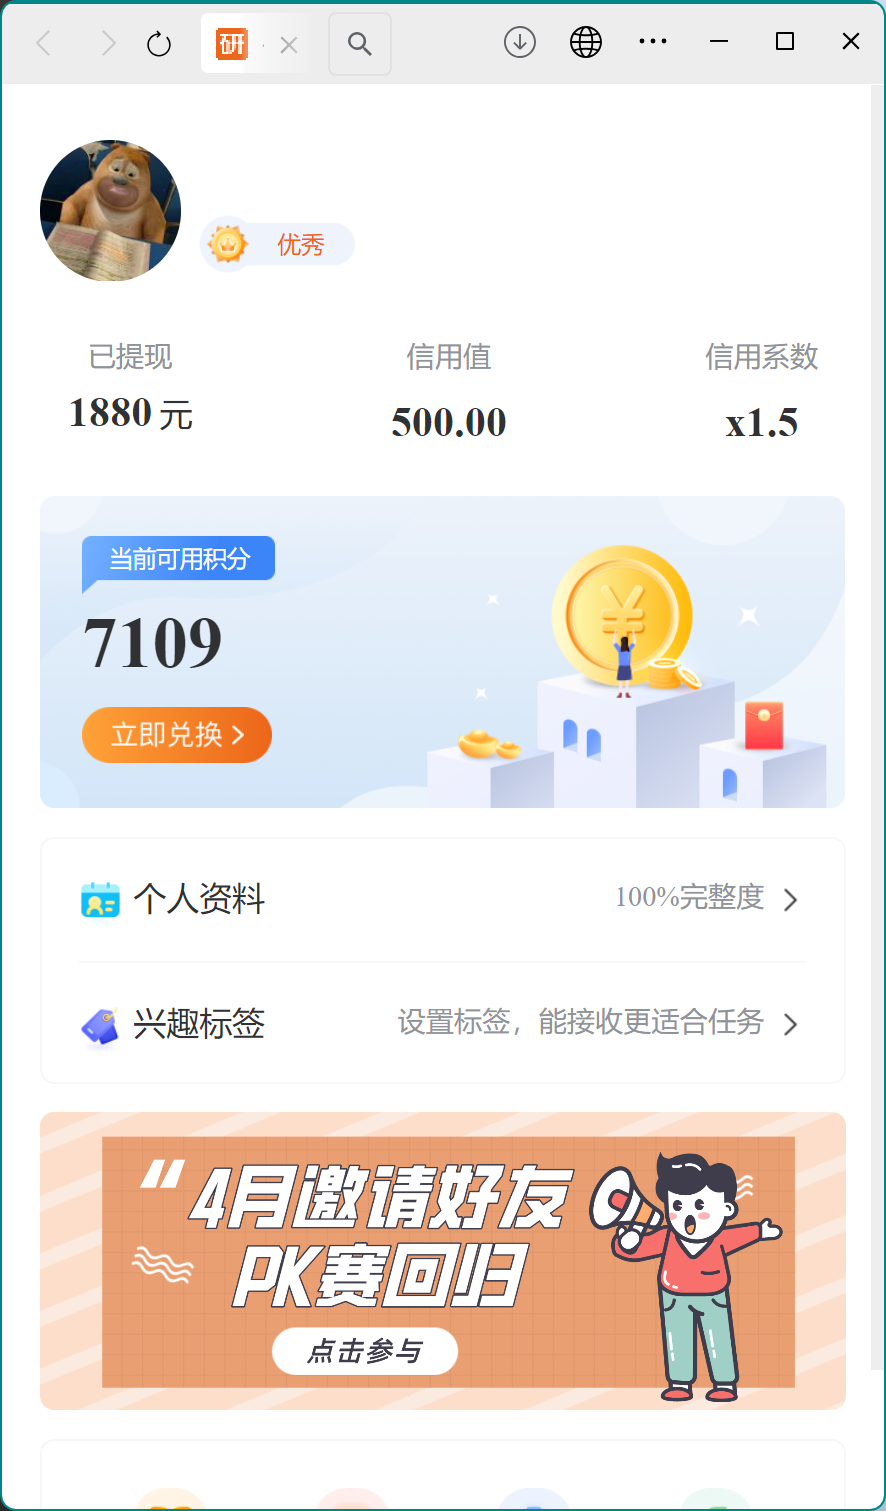 研
优秀
已提现 信用值 信用系数
1880 元 500.00 x1.5
当前可用积分
7109
立即兑换
个人资料 100%完整度
兴趣标签 设置标签，能接收更适合任务
4月邀请好友
PK赛回归
点击参与